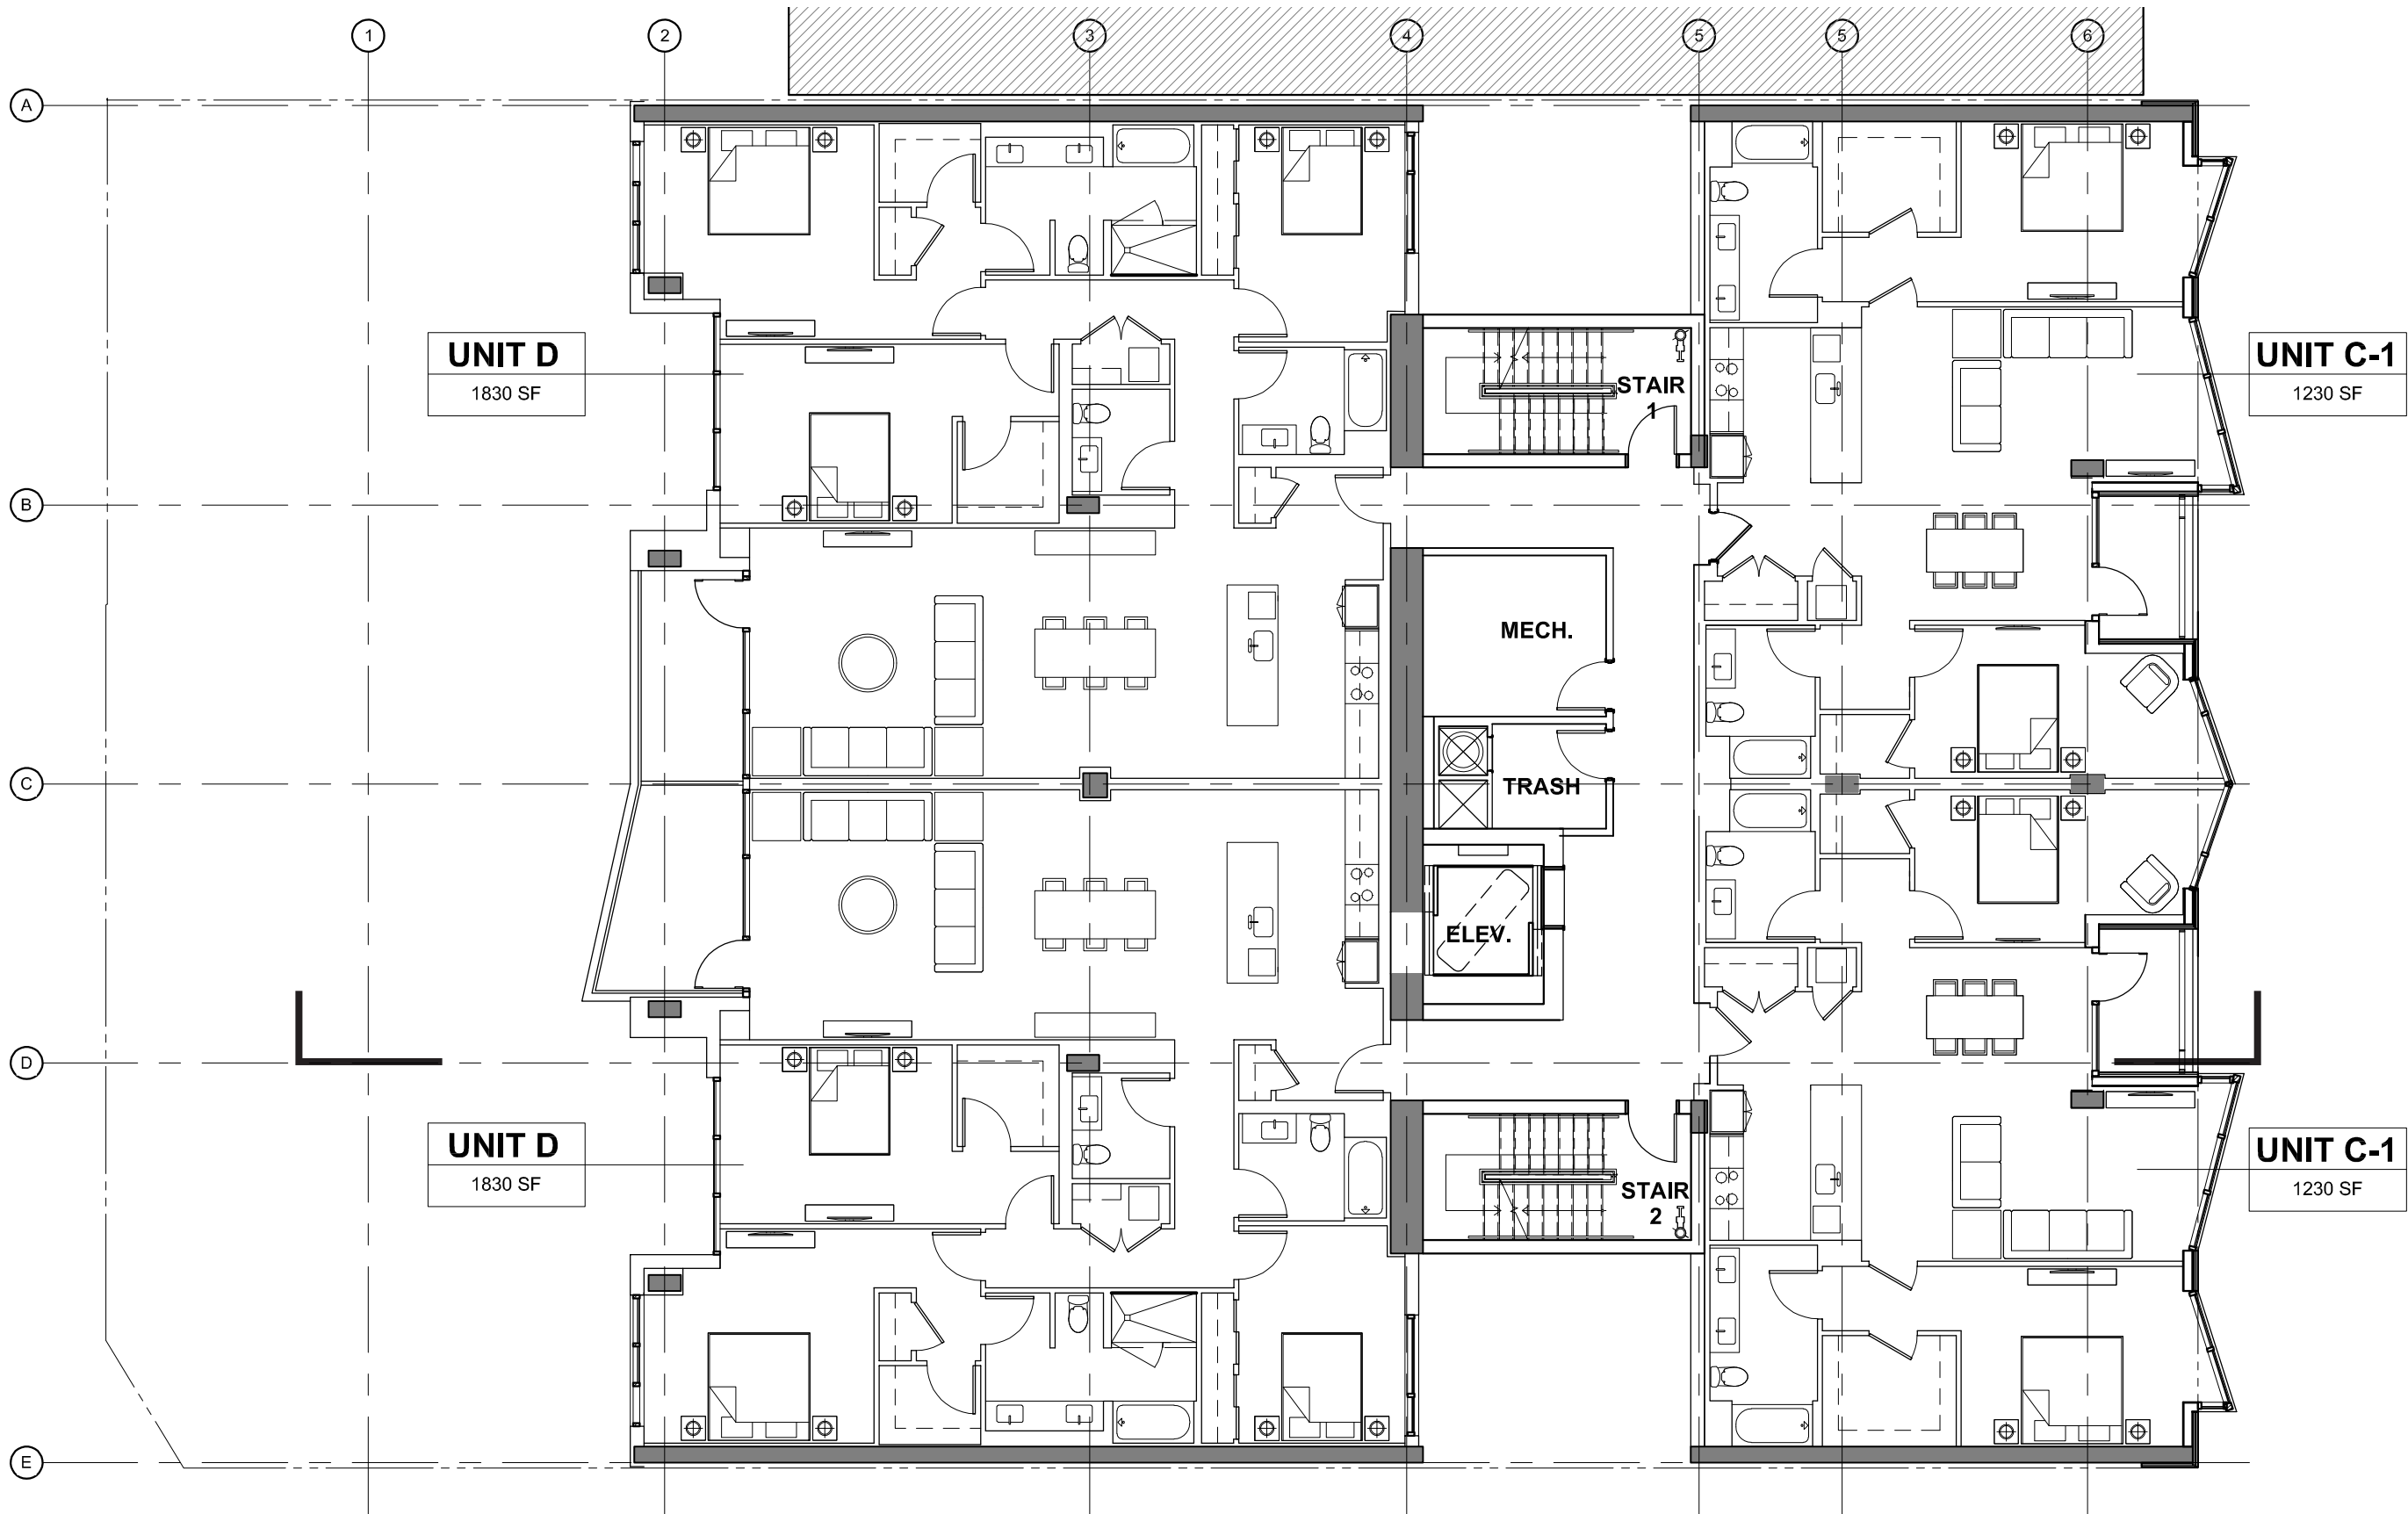 1
2
3
4
5
5
6
A
UNIT D
1830 SF
STAIR
1
UNIT C-1
1230 SF
B
MECH.
C
TRASH
ELEV.
D
UNIT D
1830 SF
STAIR
2
UNIT C-1
1230 SF
E